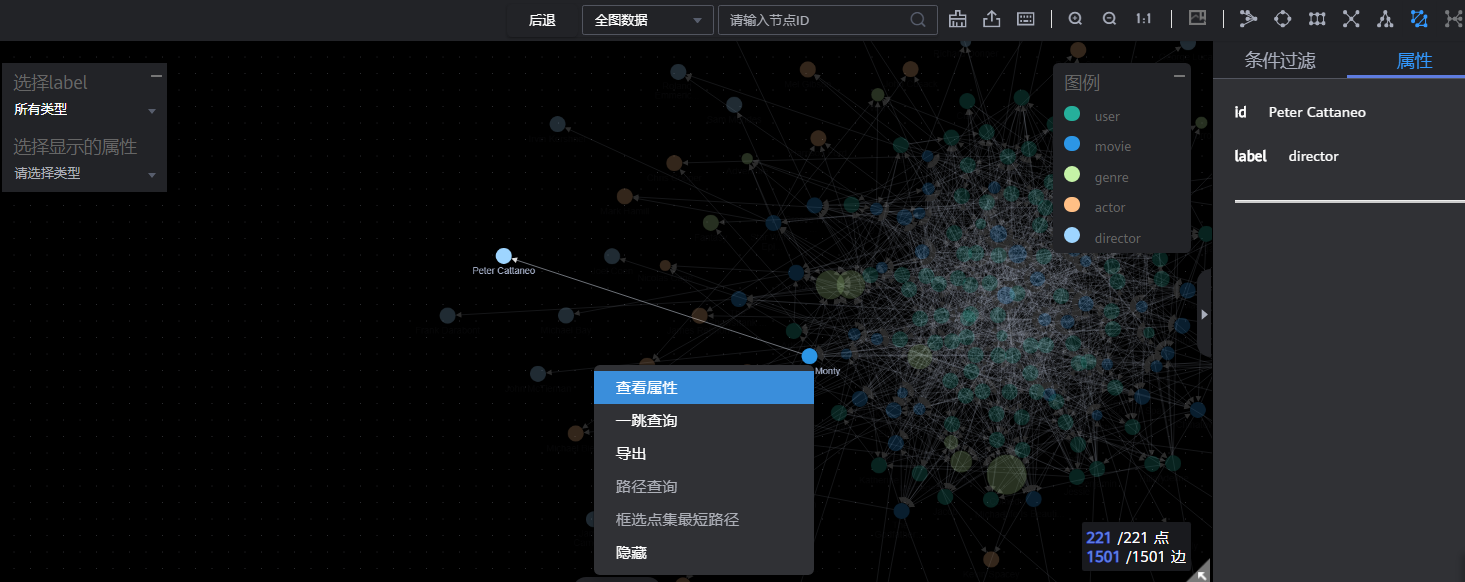 后退
全图数据
请输入节点ID
1:1
选择label
所有类型
选择显示的属性
请选择类型
图例
user
movie
genre
actor
director
条件过滤
属性
id Peter Cattaneo
label director
Peter Cattaneo
Monty
查看属性
一跳查询
导出
路径查询
框选点集最短路径
隐藏
221 /221 点
1501 /1501 边